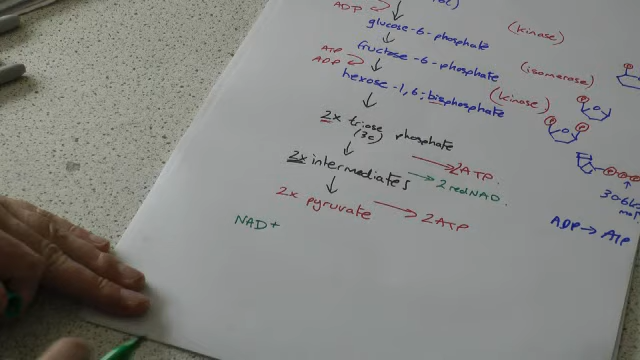 ADP
glucose-6-phosphate (kinase)
ATP
fructose-6-phosphate (isomerase)
ADP
hexose-1,6-bisphosphate (kinase)
2x triose phosphate
(3c)
2ATP.
2x intermediates
2 redNAD.
2x pyruvate 2ATP
NAD+
ADP → ATP
P
P
P
P
P P P